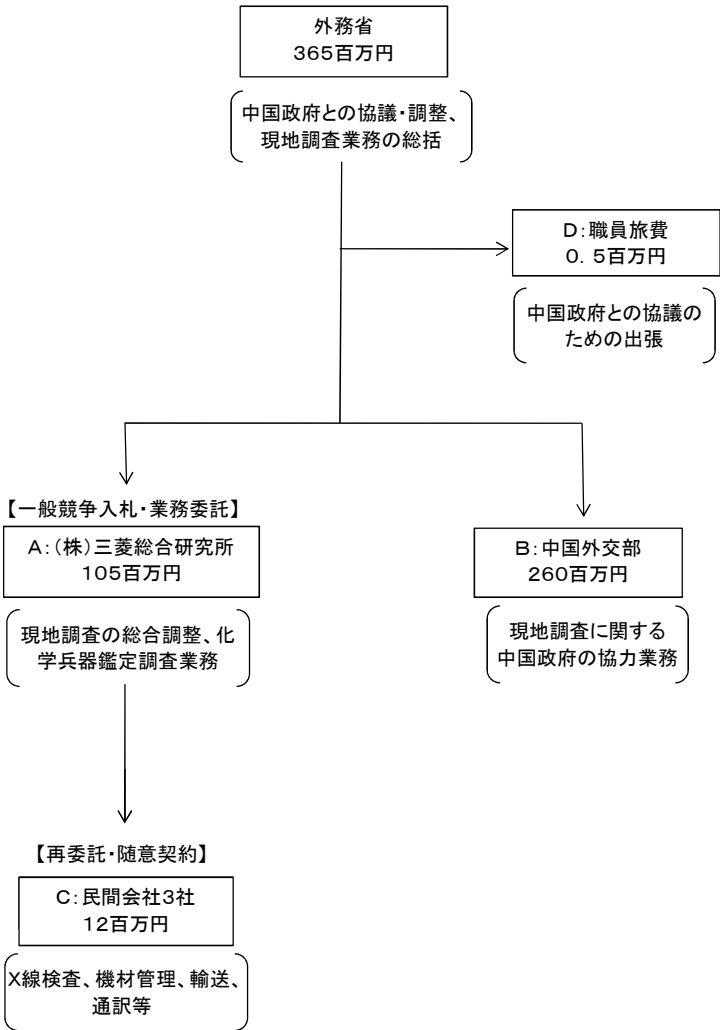 外務省
365百万円
中国政府との協議・調整、
現地調査業務の総括
D:職員旅費
0.5百万円
中国政府との協議の
ための出張
【一般競争入札・業務委託】
A:(株)三菱総合研究所
105百万円
現地調査の総合調整、化
学兵器鑑定調査業務
B:中国外交部
260百万円
現地調査に関する
中国政府の協力業務
【再委託・随意契約】
C:民間会社3社
12百万円
X線検査、機材管理、輸送、
通訳等